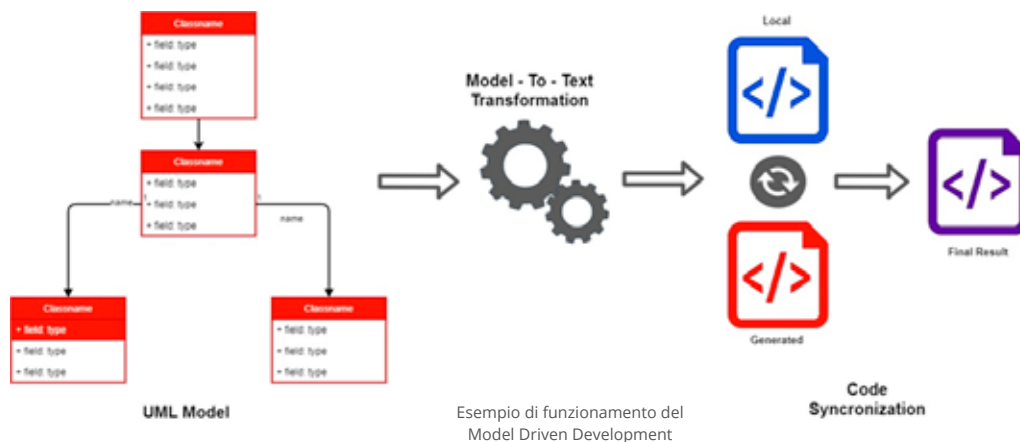 Classname
+ field: type
+ field: type
+ field: type
+ field: type
Classname
+ field: type
+ field: type
+ field: type
name
1
1
name
Classname
+ field: type
+ field: type
+ field: type
Classname
+ field: type
+ field: type
+ field: type
UML Model
Model - To - Text
Transformation
Local
</>
</>
Generated
</>
Final Result
Code
Syncronization
Esempio di funzionamento del
Model Driven Development